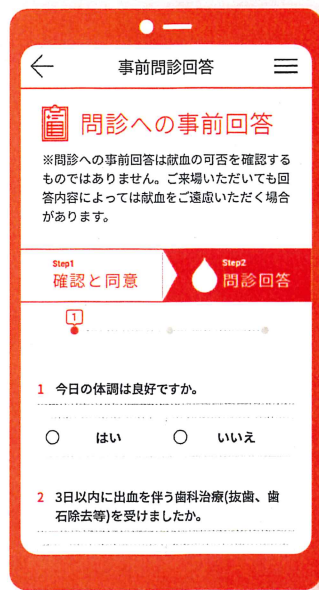 事前問診回答
問診への事前回答
※問診への事前回答は献血の可否を確認する
ものではありません。ご来場いただいても回
答内容によっては献血をご遠慮いただく場合
があります。
Step1
確認と同意
Step2
問診回答
1
1 今日の体調は良好ですか。
はい
いいえ
2 3日以内に出血を伴う歯科治療(抜歯、歯
石除去等)を受けましたか。